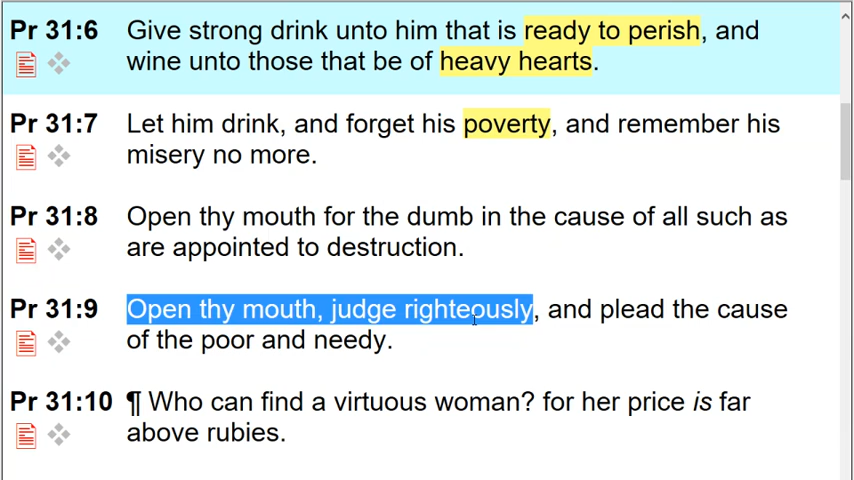 Pr 31:6 Give strong drink unto him that is ready to perish, and
wine unto those that be of heavy hearts.
Pr 31:7 Let him drink, and forget his poverty, and remember his
misery no more.
Pr 31:8 Open thy mouth for the dumb in the cause of all such as
are appointed to destruction.
Pr 31:9 Open thy mouth, judge righteously, and plead the cause
of the poor and needy.
Pr 31:10 ¶ Who can find a virtuous woman? for her price is far
above rubies.